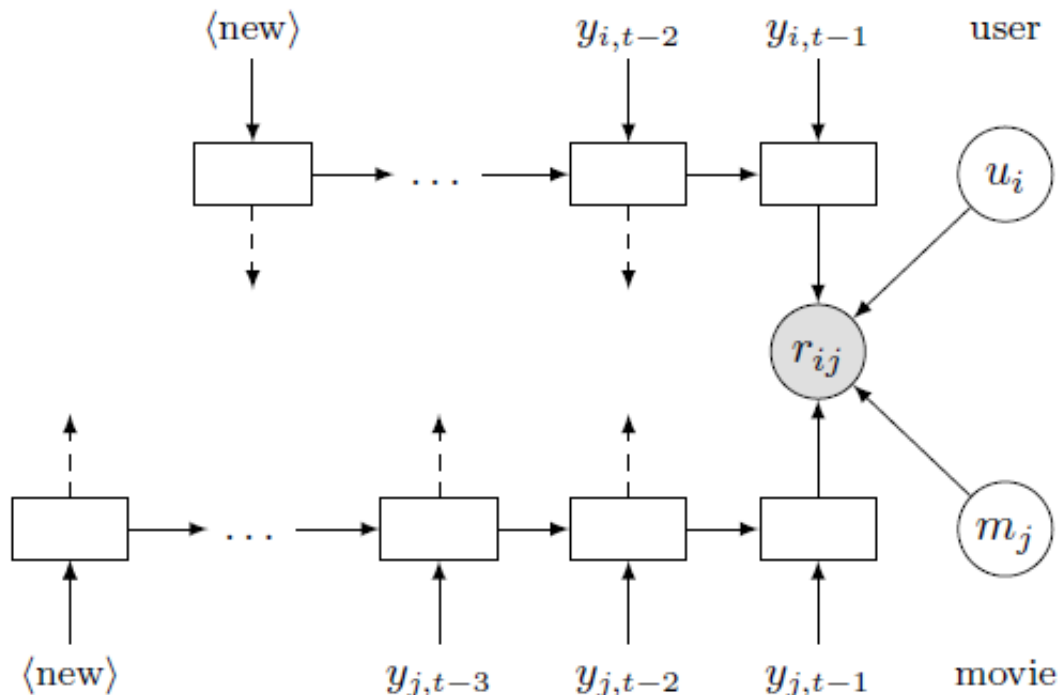 ⟨new⟩ y_{i,t−2} y_{i,t−1} user
... u_i
r_{ij}
... m_j
⟨new⟩ y_{j,t−3} y_{j,t−2} y_{j,t−1} movie